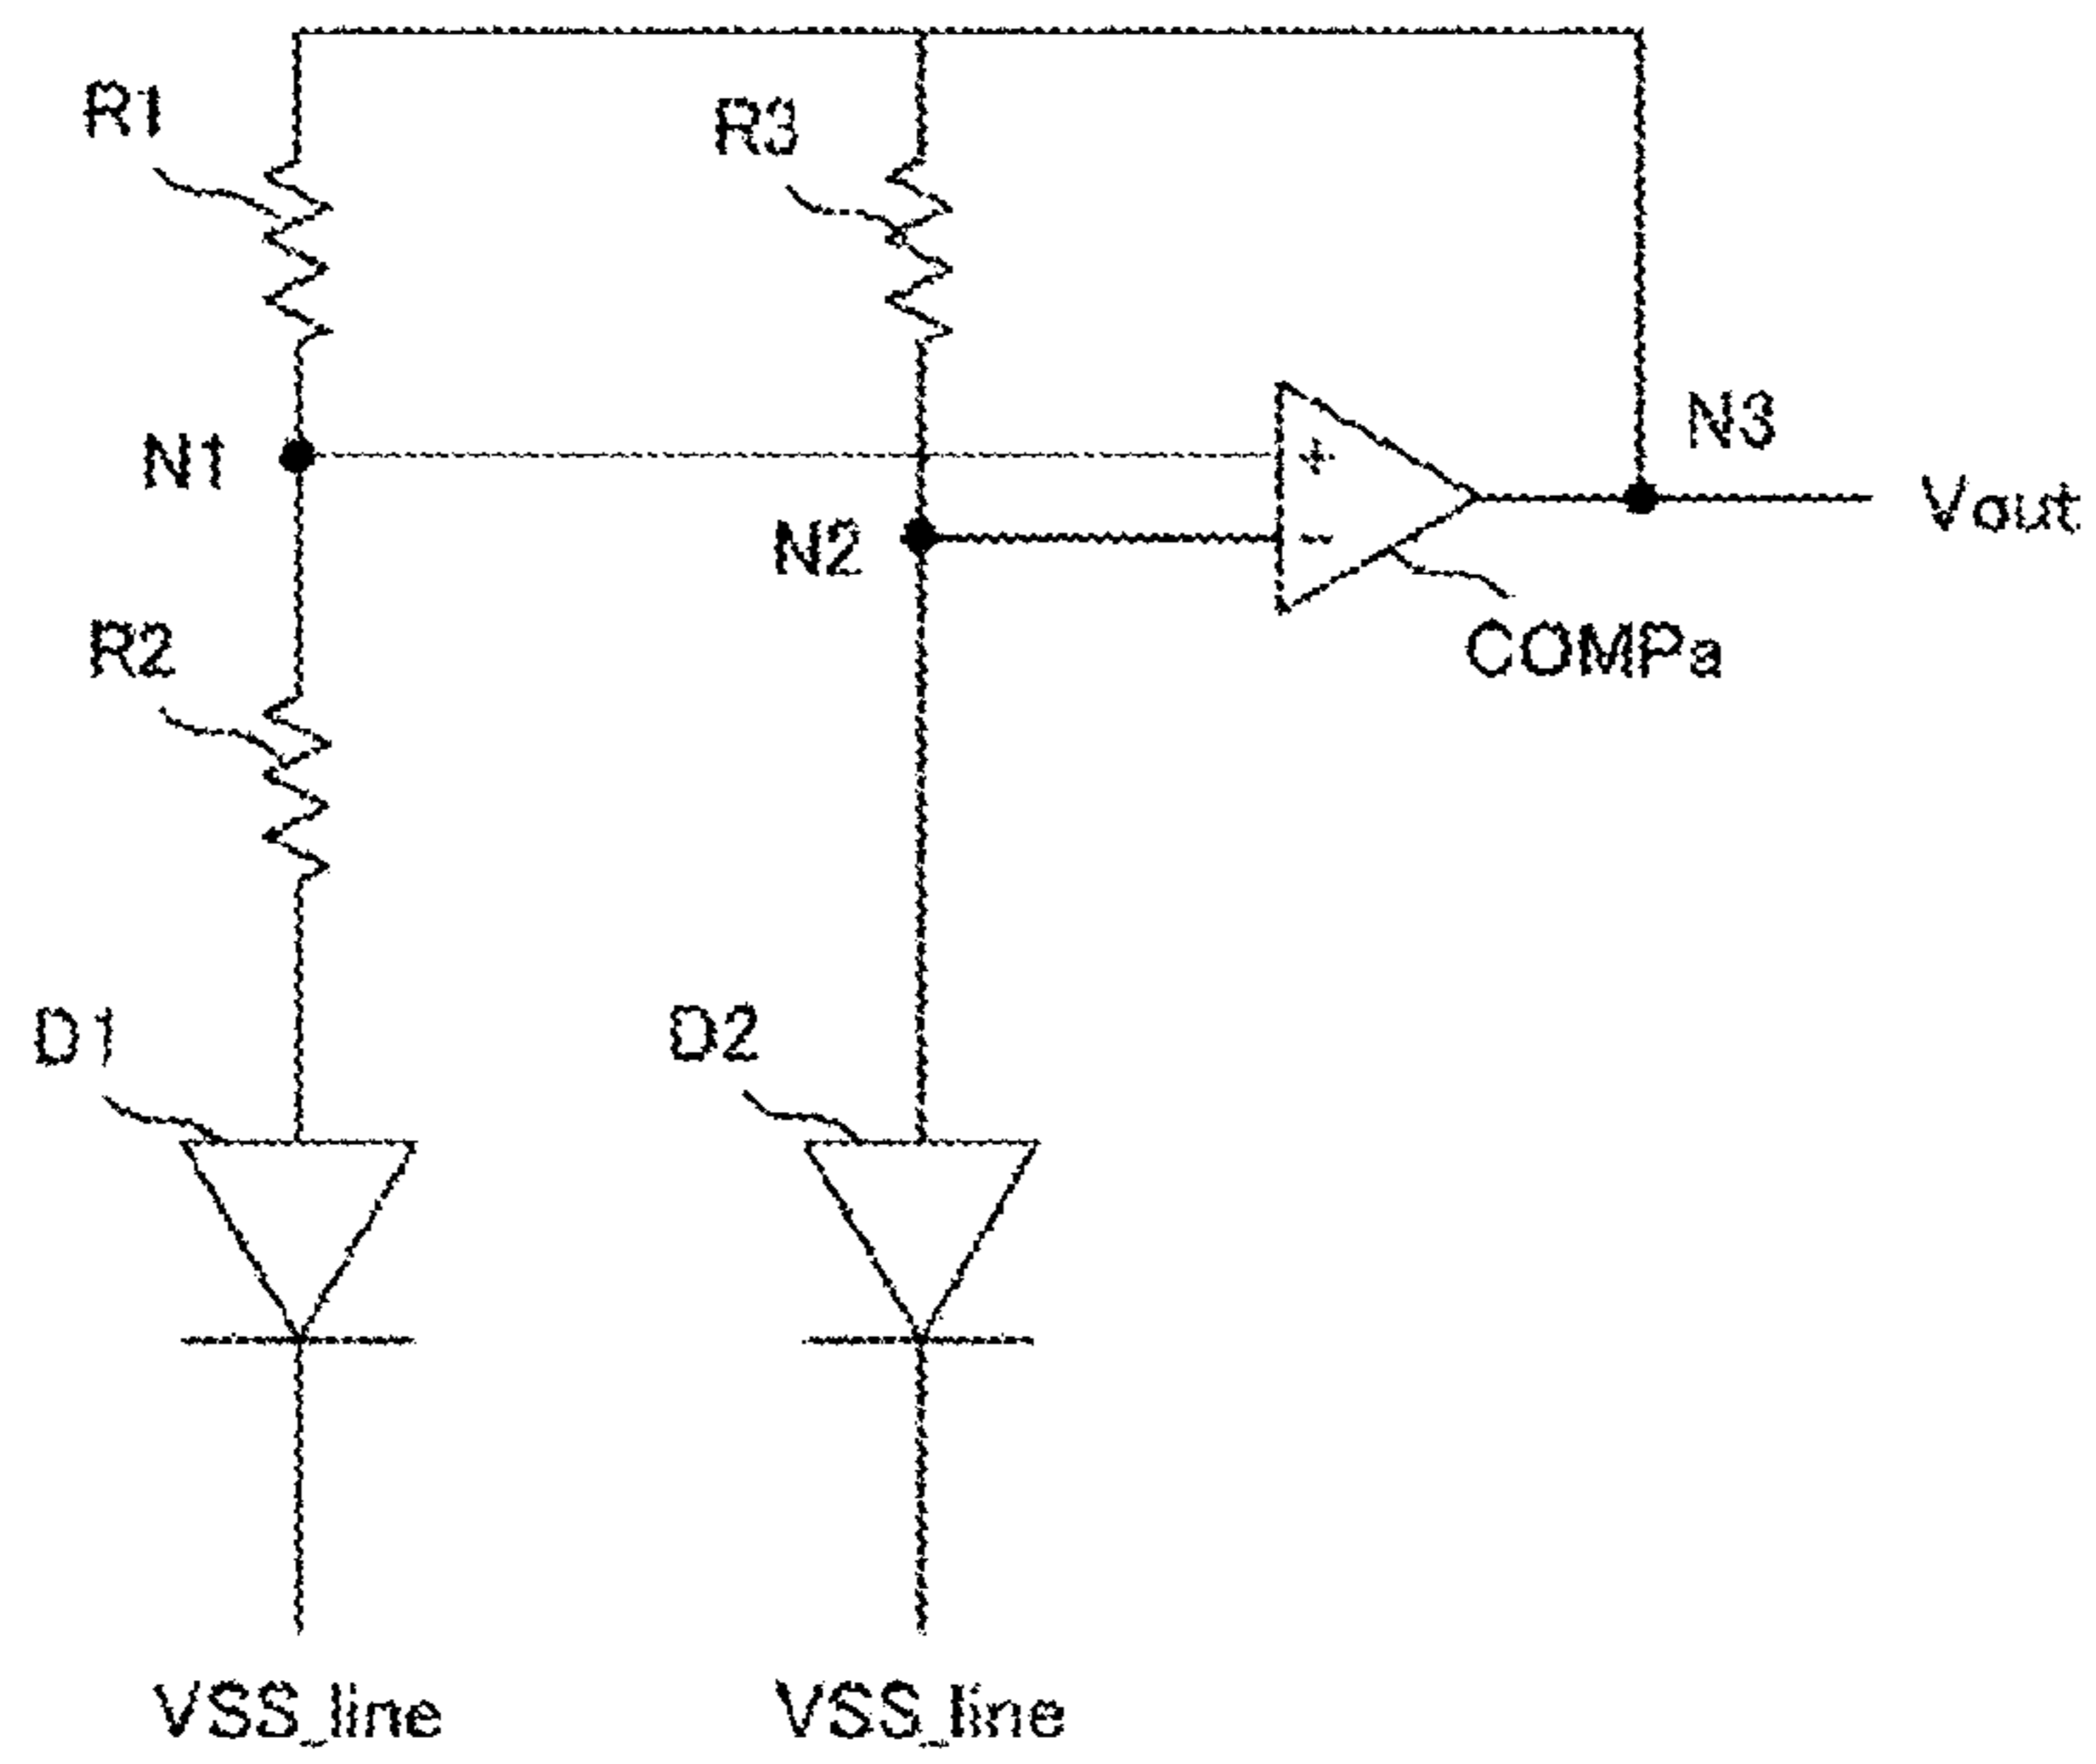 R1
R3
N1
+
N3
Vout
N2
-
R2
COMPa
D1
D2
VSS_line
VSS_line